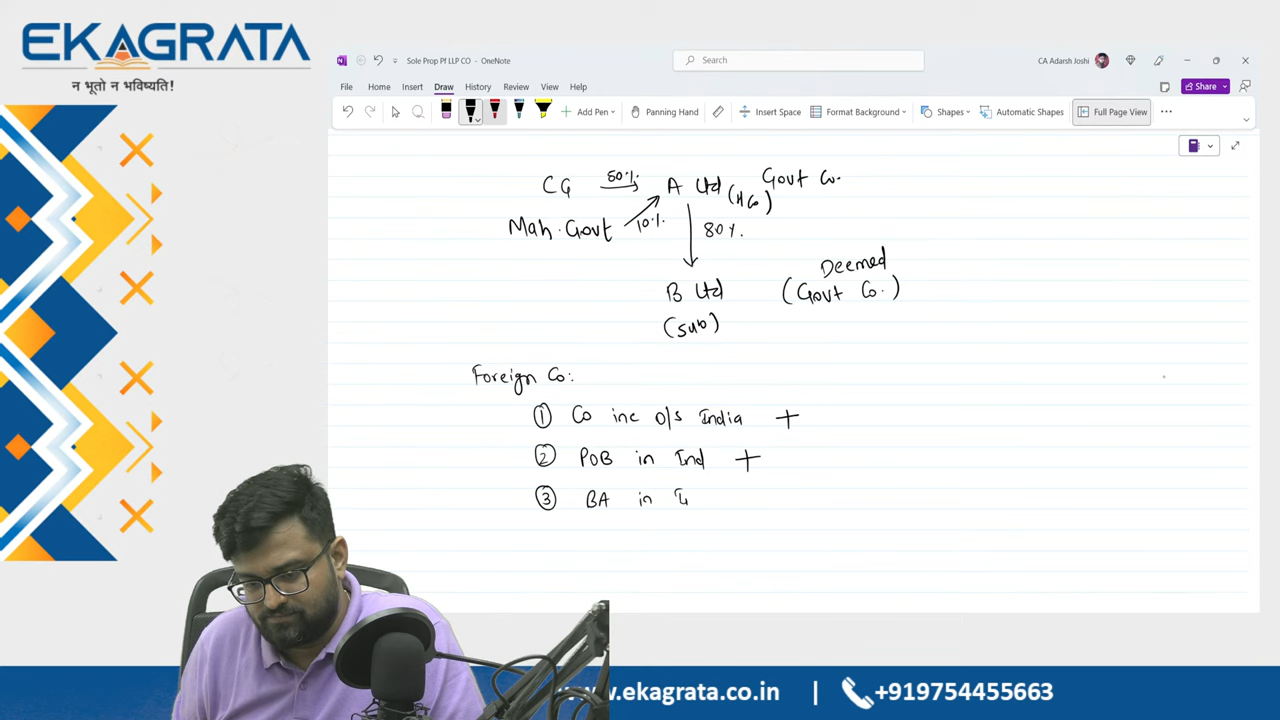 EKAGRATA
न भूतो न भविष्यति!
Sole Prop Pf LLP CO - OneNote
Search
CA Adarsh Joshi
File Home Insert Draw History Review View Help
Share
Add Pen
Panning Hand
Insert Space
Format Background
Shapes
Automatic Shapes
Full Page View
CG 50% A Ltd (H Co) Govt Co.
Mah. Govt 10% 80%.
Deemed
B Ltd (Govt Co.)
(sub)
Foreign Co:
① Co inc o/s India +
② POB in Ind +
③ BA in I
www.ekagrata.co.in | +919754455663